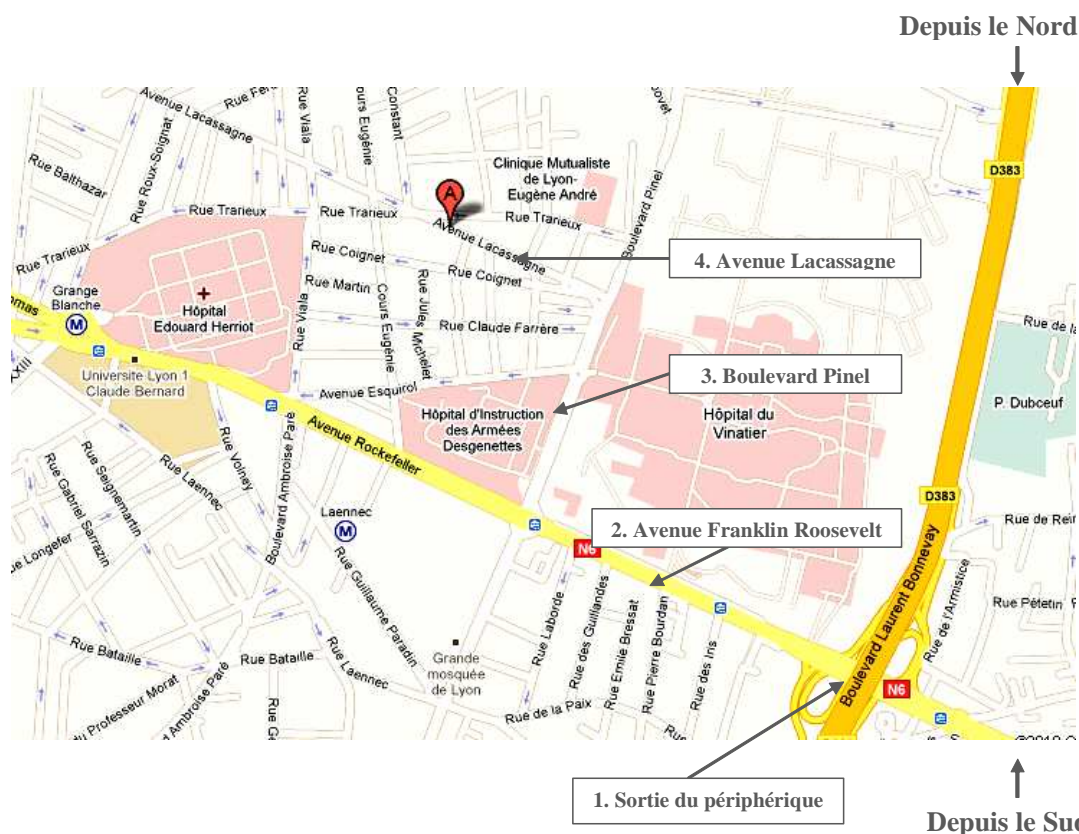 Depuis le Nord
Avenue Lacassagne
Rue Viala
Cours Eugénie
Constant
D383
Rue Balthazar
Rue Roux-Soignat
Clinique Mutualiste
de Lyon-
Eugène André
Boulevard Pinel
A
Rue Trarieux
Rue Trarieux
Rue Trarieux
Rue Trarieux
Avenue Lacassagne
Rue Coignet
Rue Coignet
4. Avenue Lacassagne
Grange
Blanche
M
Hôpital
Edouard Herriot
Rue Viala
Rue Martin
Cours Eugénie
Rue Jules Michelet
Rue Claude Farrère
Universite Lyon 1
Claude Bernard
Avenue Esquirol
3. Boulevard Pinel
P. Dubceuf
Hôpital d'Instruction
des Armées
Desgenettes
Hôpital du
Vinatier
Avenue Rockefeller
Rue Volney
Boulevard Ambroise Paré
Rue Laennec
Rue Seignemartin
Rue Gabriel Sarrazin
D383
Laennec
M
2. Avenue Franklin Roosevelt
N6
Rue Guillaume Paradin
Rue Laborde
Rue des Guillandes
Rue Emile Bressat
Rue Pierre Bourdan
Rue des Iris
Boulevard Laurent Bonnevay
Rue de l'Armistice
Rue Pételin
Rue Bataille
Rue Bataille
Rue Laennec
Grande
mosquée
de Lyon
N6
Rue de la Paix
1. Sortie du périphérique
Depuis le Sud